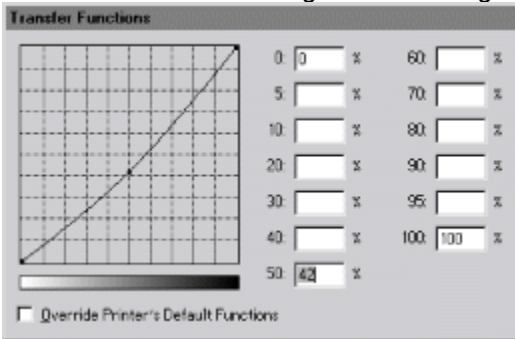 Transfer Functions
0: 0 % 60: %
5: % 70: %
10: % 80: %
20: % 90: %
30: % 95: %
40: % 100: 100 %
50: 42 %
Override Printer's Default Functions